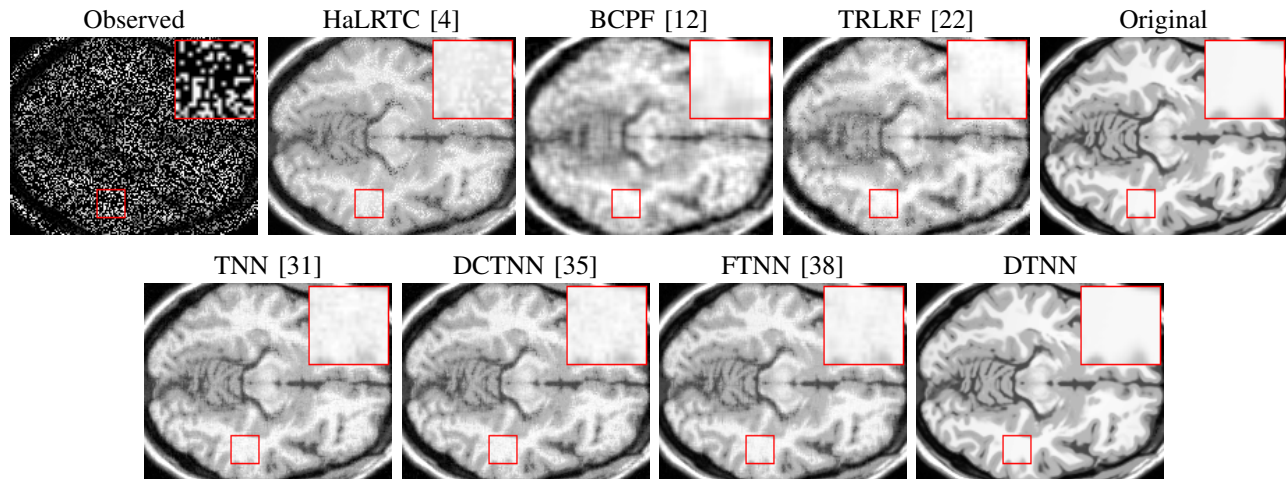 Observed HaLRTC [4] BCPF [12] TRLRF [22] Original
TNN [31] DCTNN [35] FTNN [38] DTNN